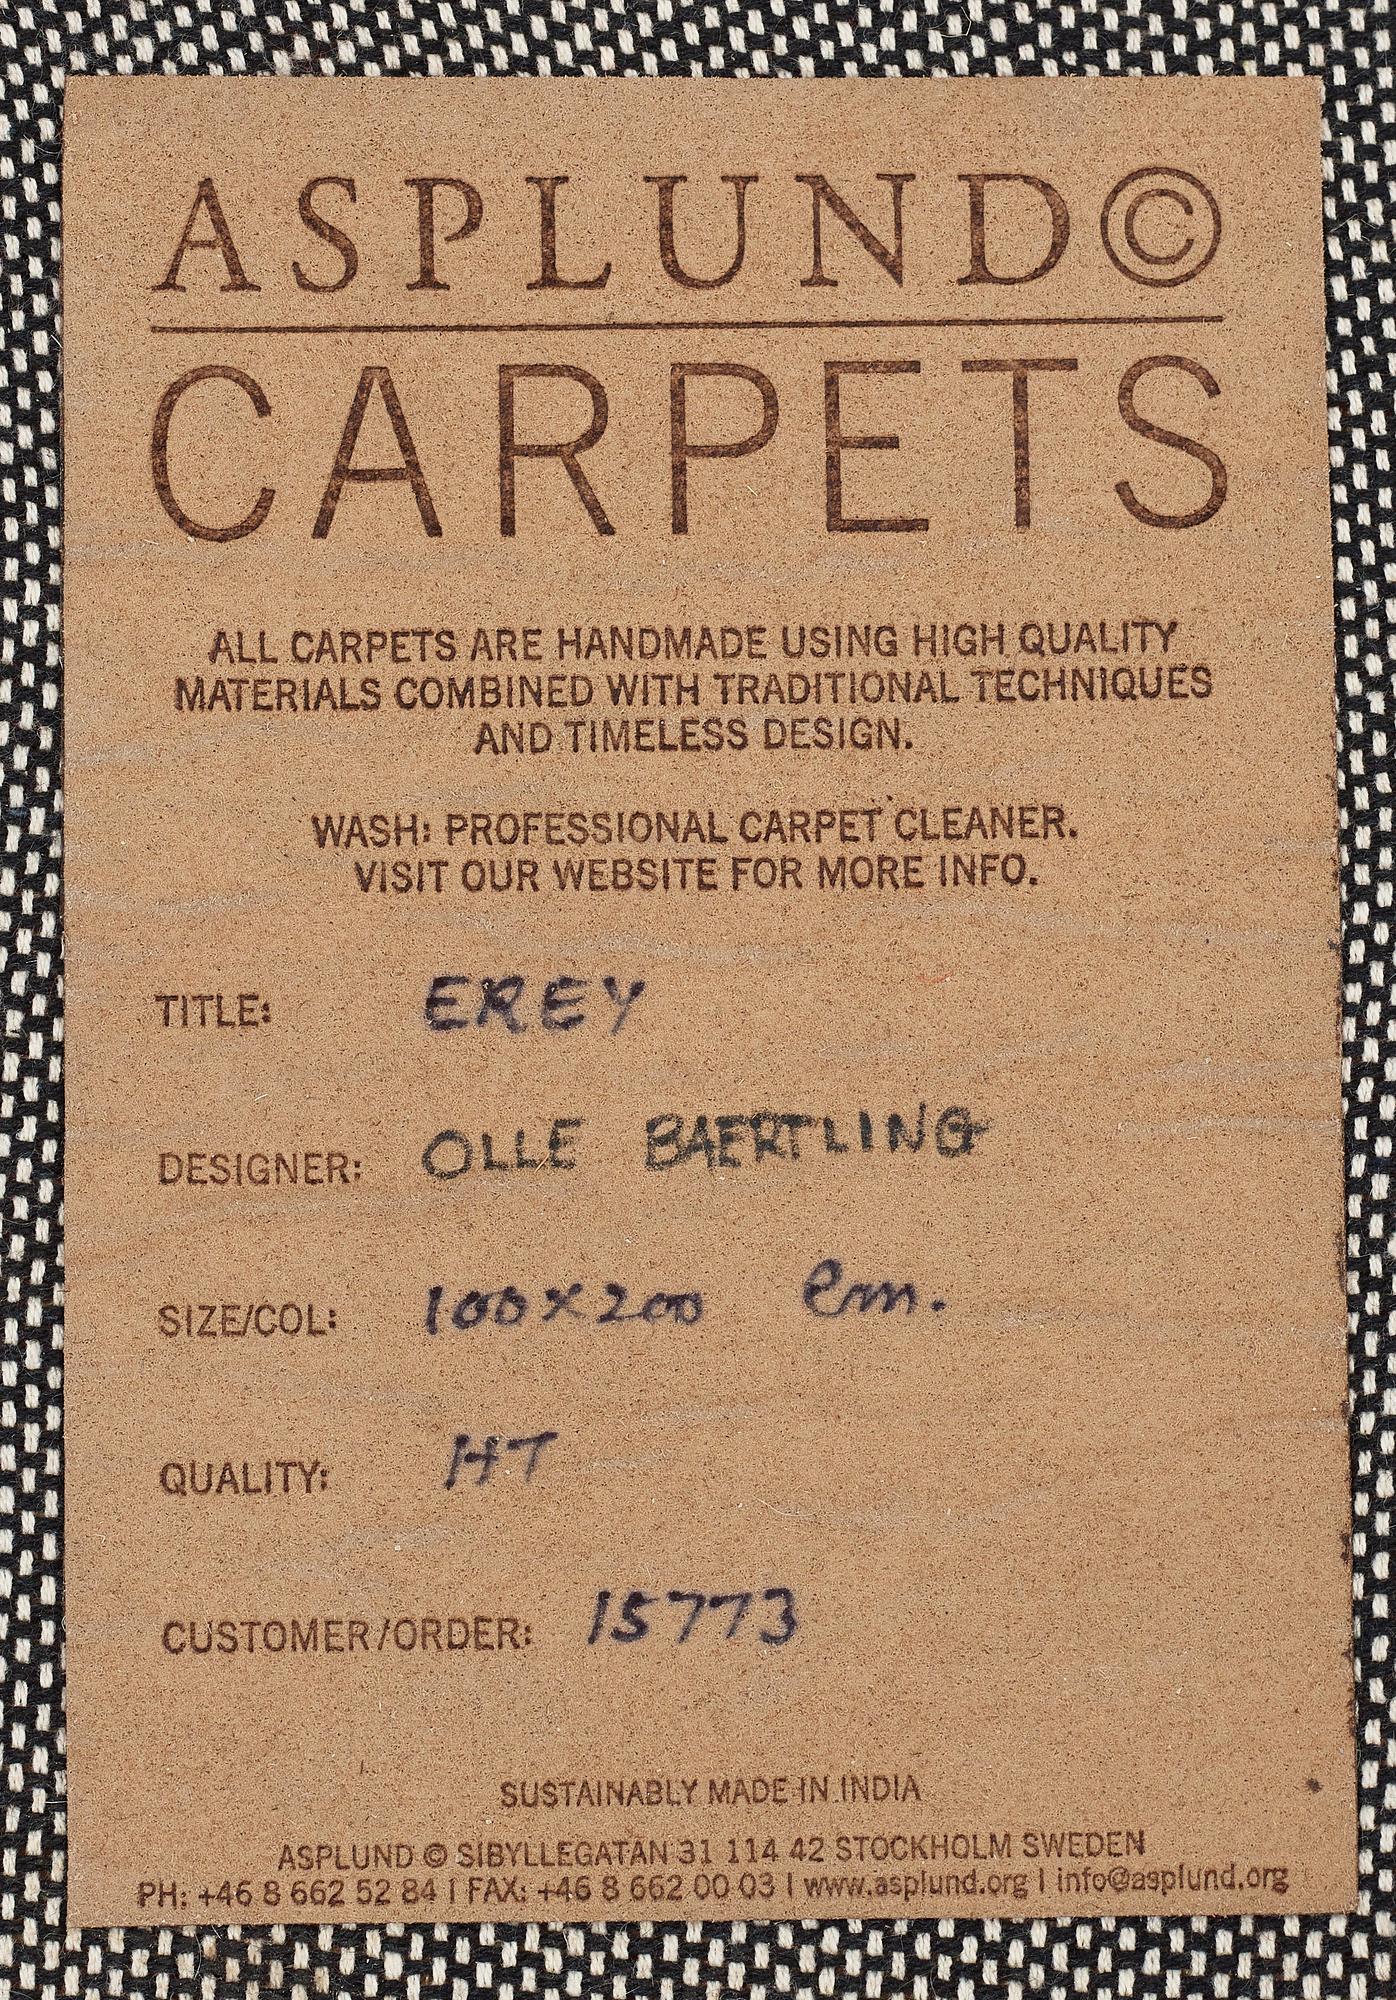 ASPLUND©
CARPETS
ALL CARPETS ARE HANDMADE USING HIGH QUALITY
MATERIALS COMBINED WITH TRADITIONAL TECHNIQUES
AND TIMELESS DESIGN.
WASH: PROFESSIONAL CARPET CLEANER.
VISIT OUR WEBSITE FOR MORE INFO.
TITLE: EREY
DESIGNER: OLLE BAERTLING
SIZE/COL: 100X200 Cm.
QUALITY: HT
CUSTOMER/ORDER: 15773
SUSTAINABLY MADE IN INDIA
ASPLUND © SIBYLLEGATAN 31 114 42 STOCKHOLM SWEDEN
PH: +46 8 662 52 84 | FAX: +46 8 662 00 03 | www.asplund.org | info@asplund.org